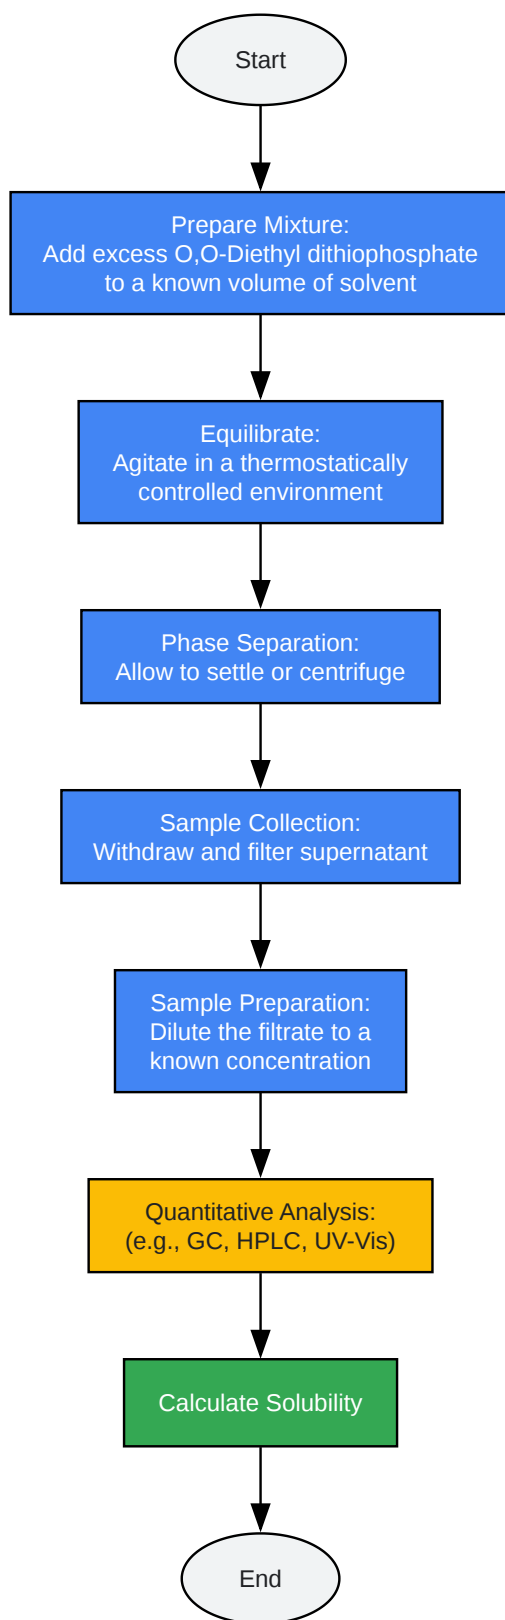 Start
Prepare Mixture:
Add excess O,O-Diethyl dithiophosphate
to a known volume of solvent
Equilibrate:
Agitate in a thermostatically
controlled environment
Phase Separation:
Allow to settle or centrifuge
Sample Collection:
Withdraw and filter supernatant
Sample Preparation:
Dilute the filtrate to a
known concentration
Quantitative Analysis:
(e.g., GC, HPLC, UV-Vis)
Calculate Solubility
End